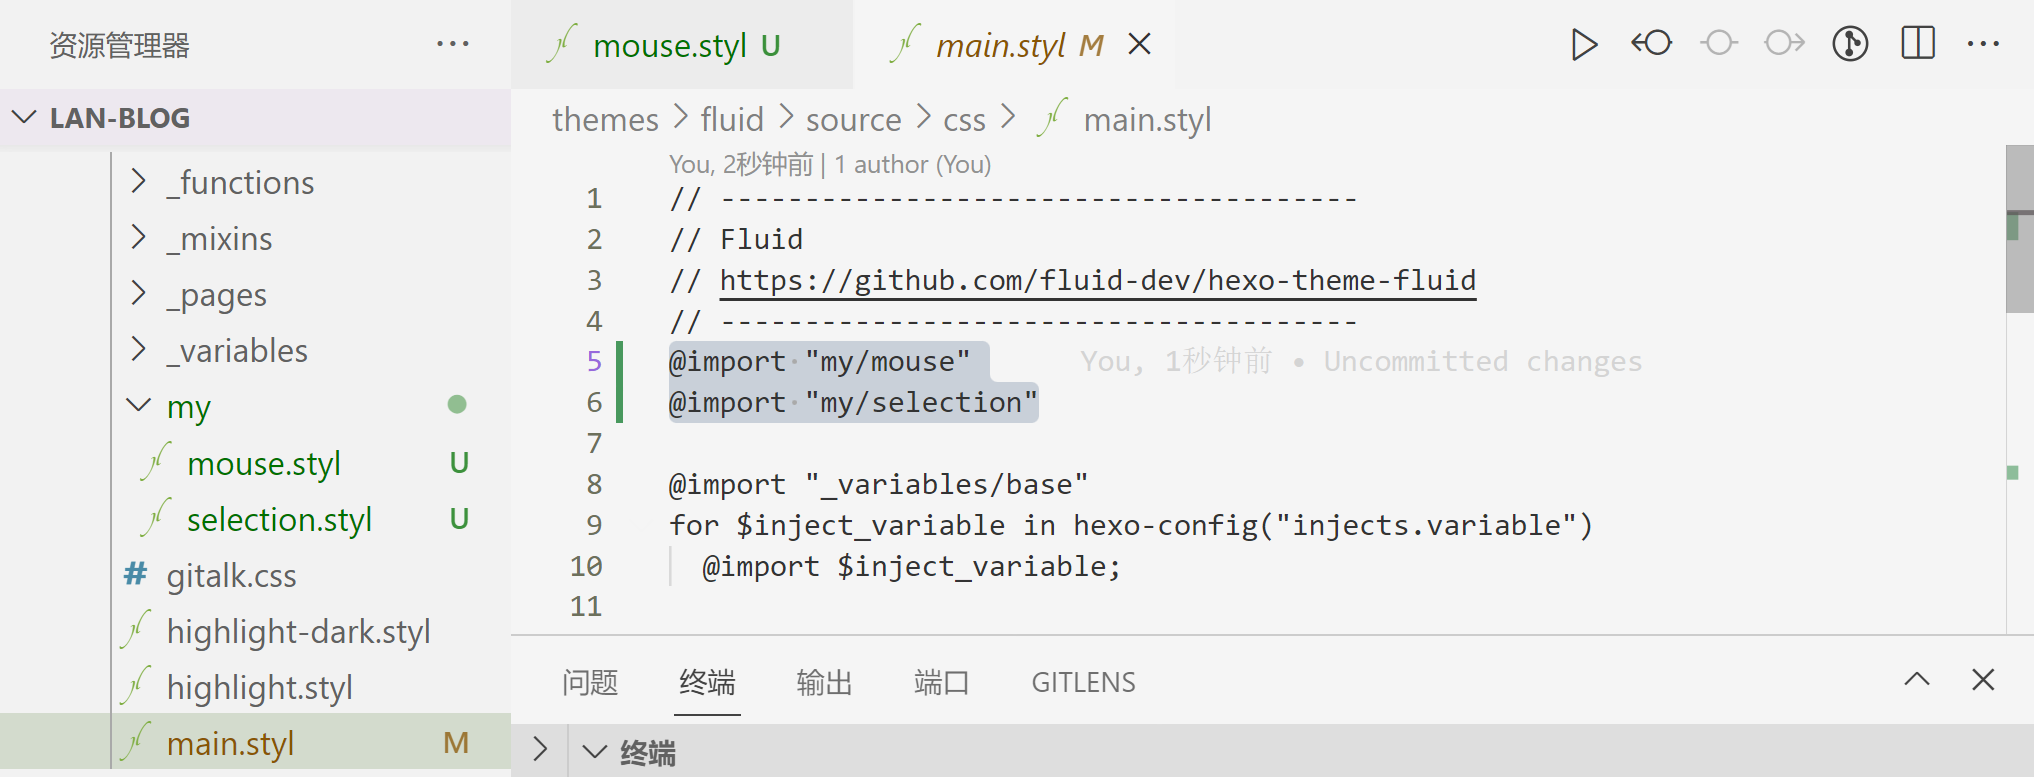 资源管理器
LAN-BLOG
_functions
_mixins
_pages
_variables
my
mouse.styl U
selection.styl U
# gitalk.css
highlight-dark.styl
highlight.styl
main.styl M
mouse.styl U
main.styl M
themes > fluid > source > css > main.styl
You, 2秒钟前 | 1 author (You)
1 // --------------------------------------
2 // Fluid
3 // https://github.com/fluid-dev/hexo-theme-fluid
4 // --------------------------------------
5 @import "my/mouse" You, 1秒钟前 • Uncommitted changes
6 @import "my/selection"
7
8 @import "_variables/base"
9 for $inject_variable in hexo-config("injects.variable")
10 @import $inject_variable;
11
问题 终端 输出 端口 GITLENS
终端